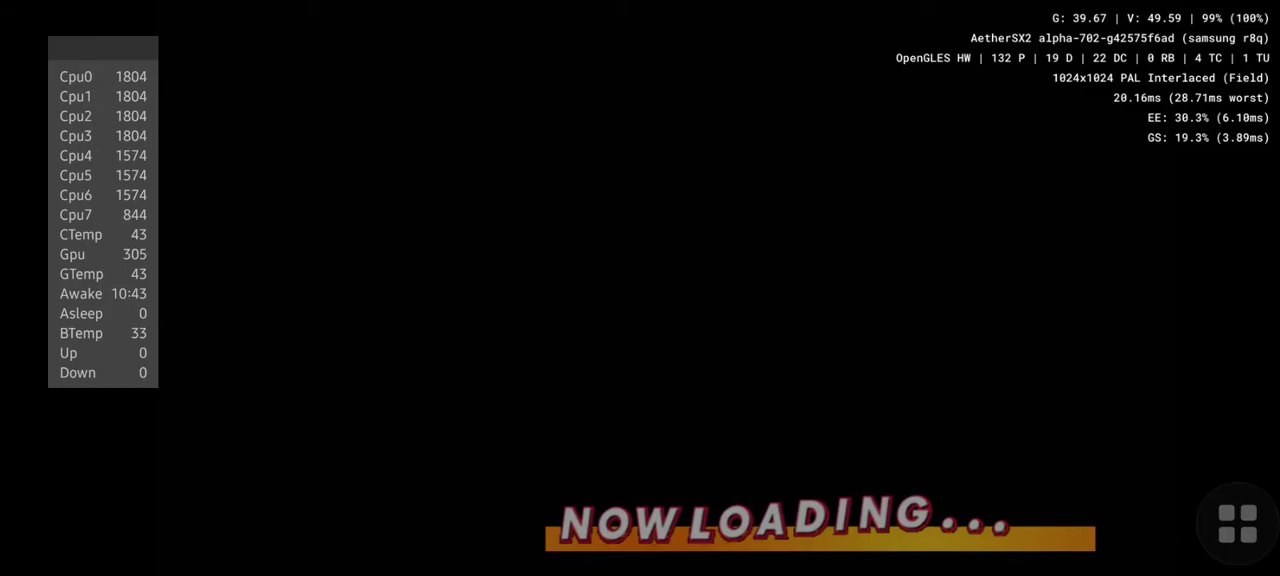 G: 39.67 | V: 49.59 | 99% (100%)
AetherSX2 alpha-702-g42575f6ad (samsung r8q)
OpenGLES HW | 132 P | 19 D | 22 DC | 0 RB | 4 TC | 1 TU
1024x1024 PAL Interlaced (Field)
20.16ms (28.71ms worst)
EE: 30.3% (6.10ms)
GS: 19.3% (3.89ms)
Cpu0 1804
Cpu1 1804
Cpu2 1804
Cpu3 1804
Cpu4 1574
Cpu5 1574
Cpu6 1574
Cpu7 844
CTemp 43
Gpu 305
GTemp 43
Awake 10:43
Asleep 0
BTemp 33
Up 0
Down 0
NOW LOADING...